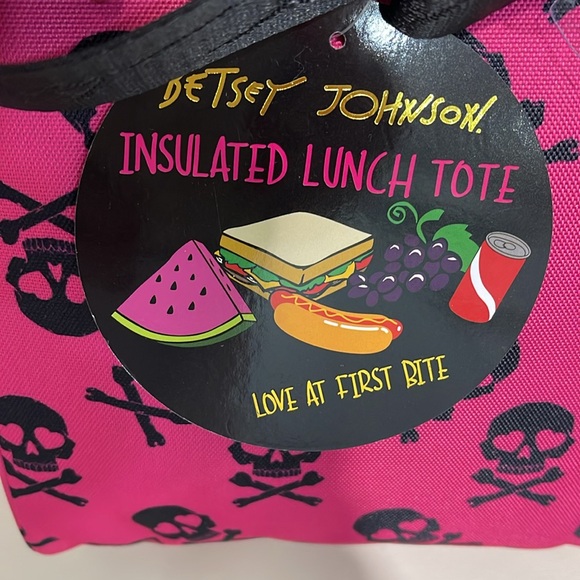 BETSEY JOHNSON.
INSULATED LUNCH TOTE
LOVE AT FIRST BITE